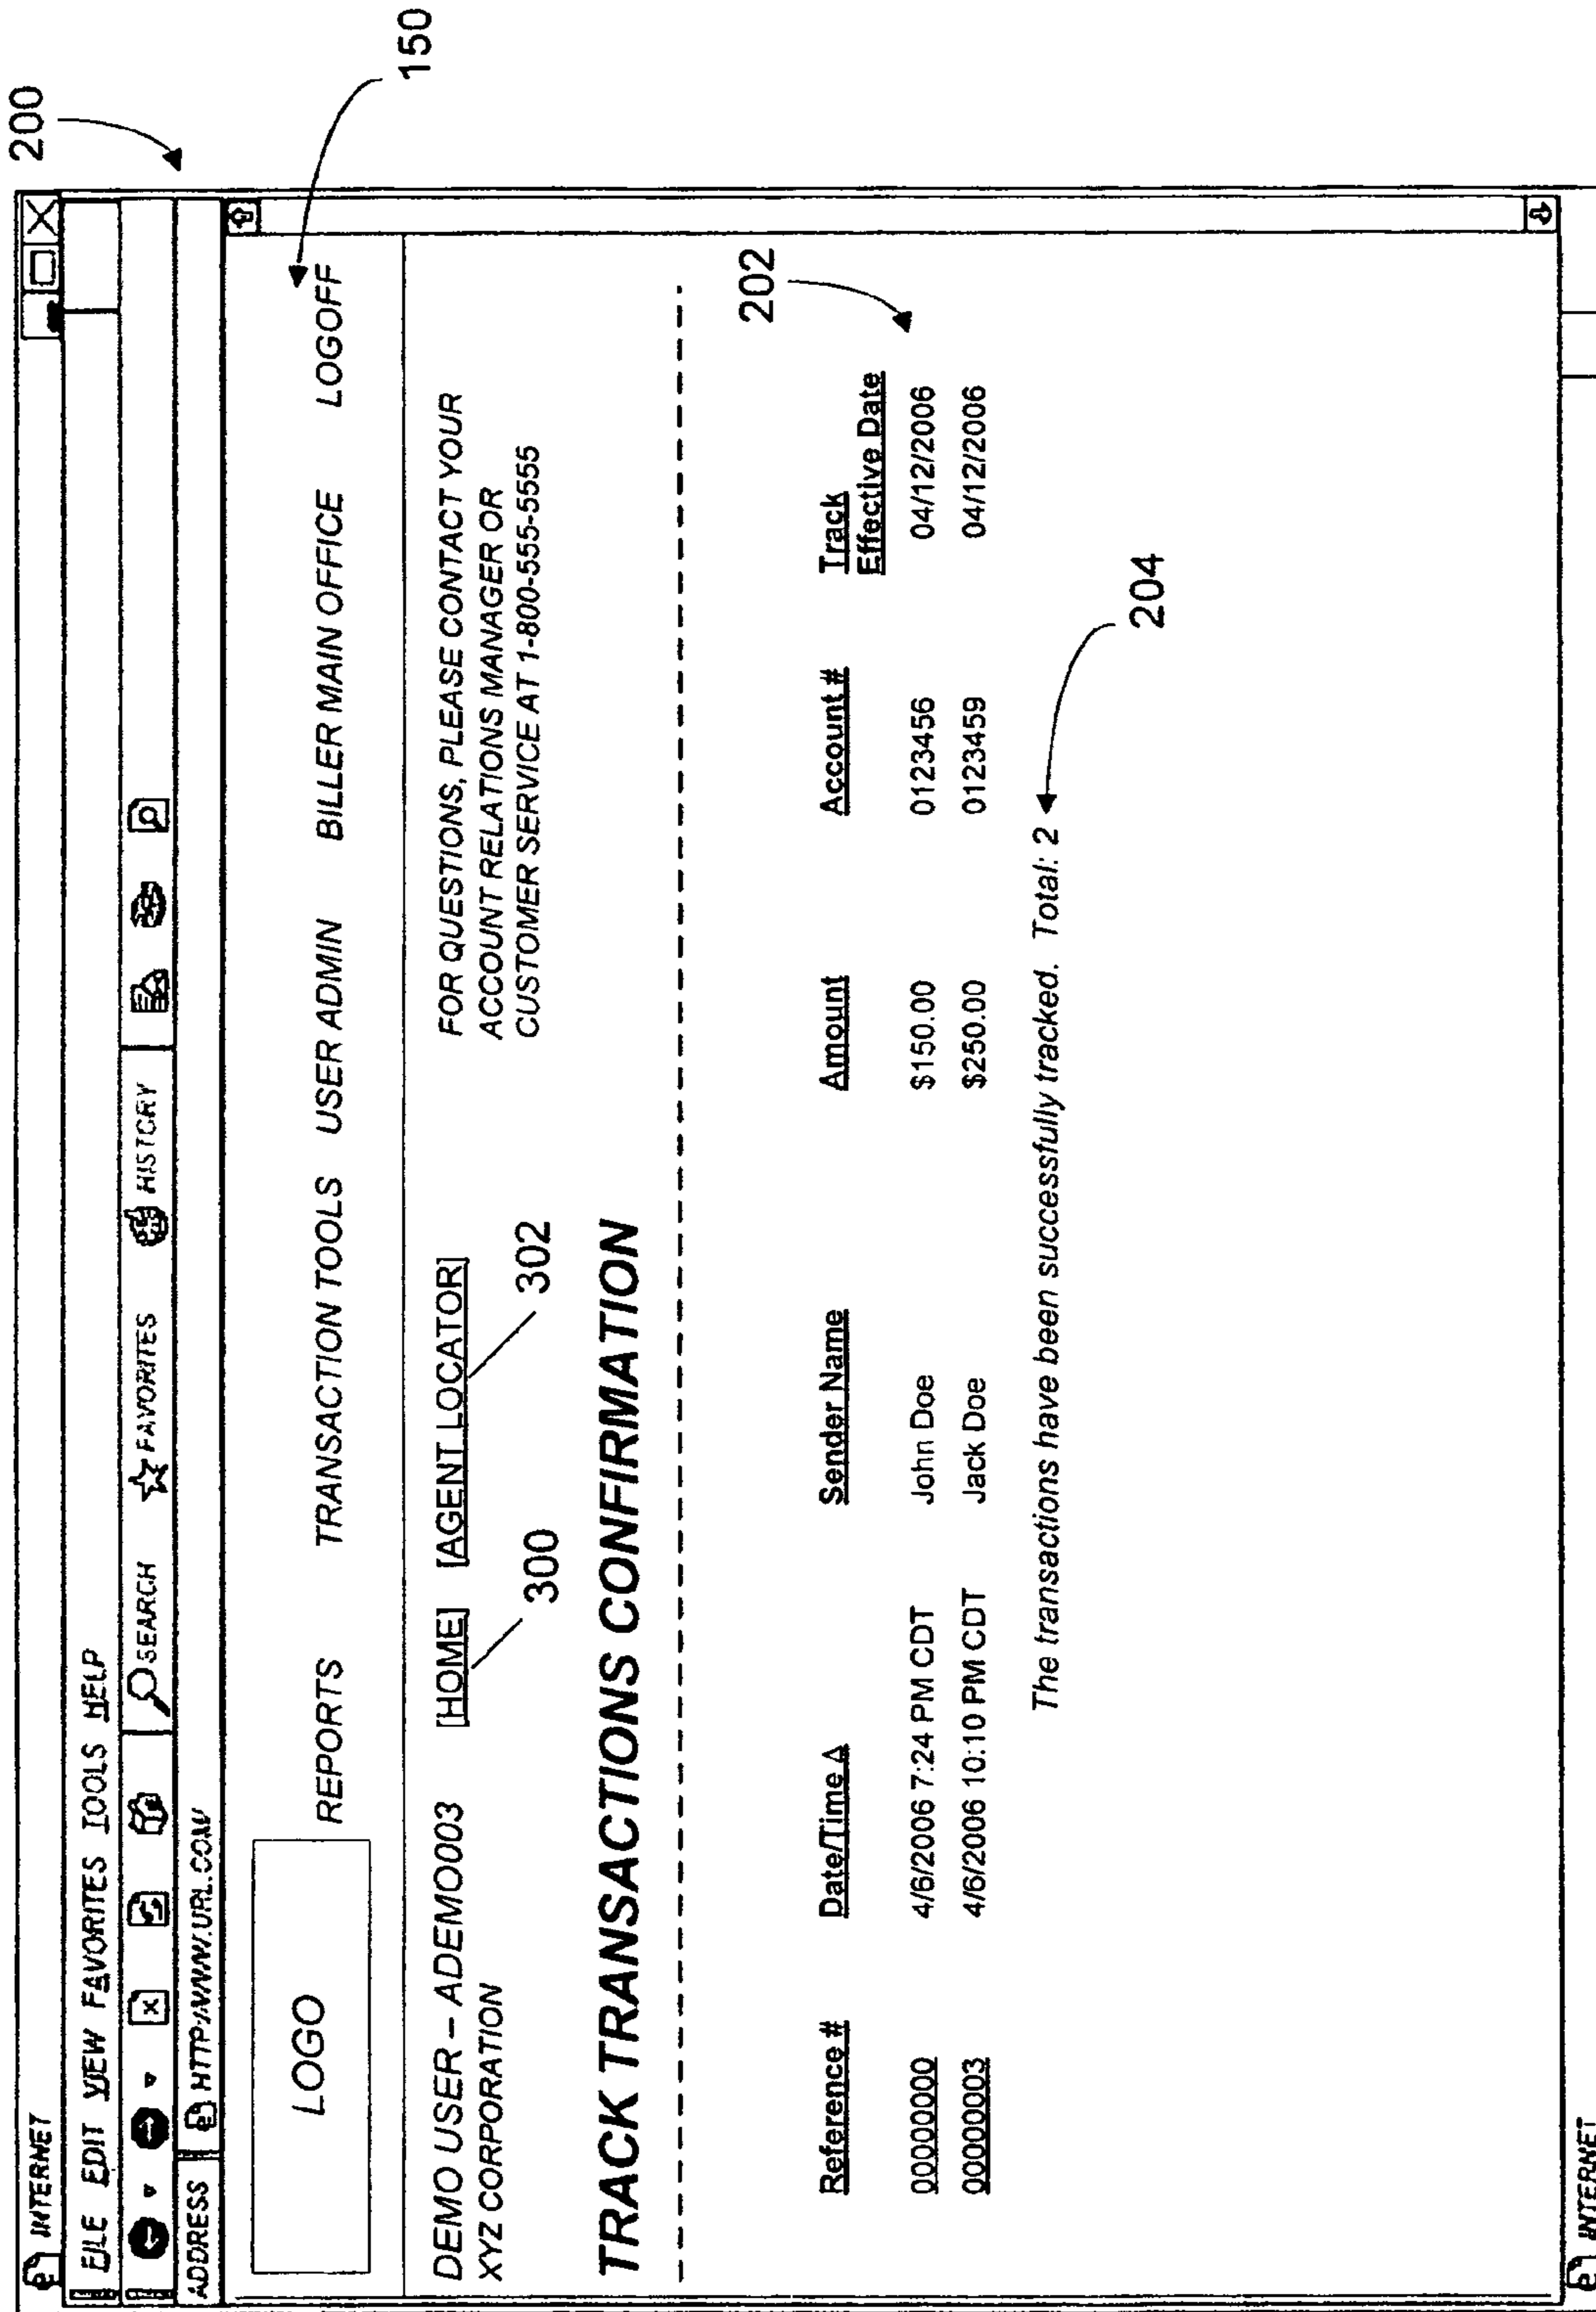 200
INTERNET
FILE EDIT VIEW FAVORITES TOOLS HELP
SEARCH FAVORITES HISTORY
ADDRESS HTTP://WWW.URL.COM/
150
LOGO REPORTS TRANSACTION TOOLS USER ADMIN BILLER MAIN OFFICE LOGOFF
DEMO USER – ADEMO003 [HOME] [AGENT LOCATOR] FOR QUESTIONS, PLEASE CONTACT YOUR
XYZ CORPORATION ACCOUNT RELATIONS MANAGER OR
CUSTOMER SERVICE AT 1-800-555-5555
300 302
TRACK TRANSACTIONS CONFIRMATION
202
Reference # Date/Time Δ Sender Name Amount Account # Track
Effective Date
00000000 4/6/2006 7:24 PM CDT John Doe $150.00 0123456 04/12/2006
00000003 4/6/2006 10:10 PM CDT Jack Doe $250.00 0123459 04/12/2006
The transactions have been successfully tracked. Total: 2
204
INTERNET